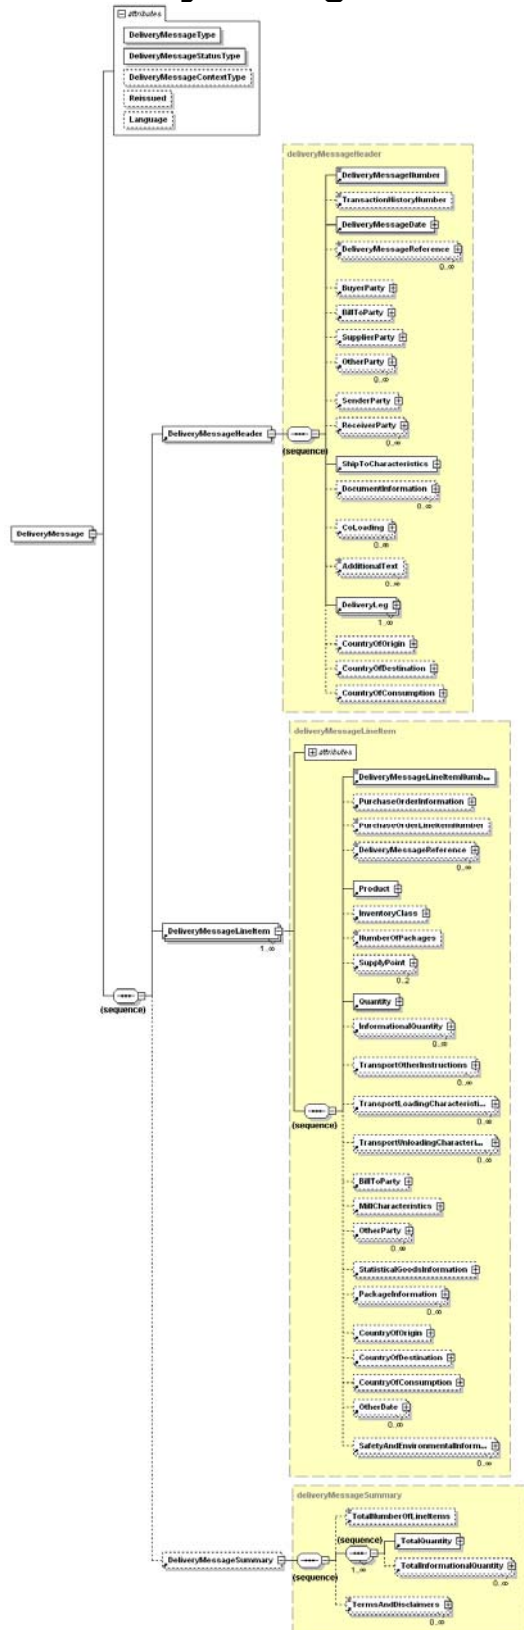 attributes
DeliveryMessageType
DeliveryMessageStatusType
DeliveryMessageContextType
Reissued
Language
deliveryMessageHeader
DeliveryMessageNumber
TransactionHistoryNumber
DeliveryMessageDate
DeliveryMessageReference
0..∞
BuyerParty
BillToParty
SupplierParty
OtherParty
0..∞
SenderParty
ReceiverParty
0..∞
DeliveryMessageHeader
(sequence)
ShipToCharacteristics
DocumentInformation
0..∞
DeliveryMessage
CoLoading
0..∞
AdditionalText
0..∞
DeliveryLeg
1..∞
CountryOfOrigin
CountryOfDestination
CountryOfConsumption
deliveryMessageLineItem
attributes
DeliveryMessageLineItemNumb...
PurchaseOrderInformation
PurchaseOrderLineItemNumber
DeliveryMessageReference
0..∞
Product
InventoryClass
DeliveryMessageLineItem
1..∞
NumberOfPackages
SupplyPoint
0..2
(sequence)
Quantity
InformationalQuantity
0..∞
TransportOtherInstructions
0..∞
TransportLoadingCharacteristi...
0..∞
(sequence)
TransportUnloadingCharacteri...
0..∞
BillToParty
MillCharacteristics
OtherParty
0..∞
StatisticalGoodsInformation
PackageInformation
0..∞
CountryOfOrigin
CountryOfDestination
CountryOfConsumption
OtherDate
0..∞
SafetyAndEnvironmentalInform...
0..∞
deliveryMessageSummary
TotalNumberOfLineItems
(sequence)
TotalQuantity
1..∞
TotalInformationalQuantity
0..∞
DeliveryMessageSummary
(sequence)
TermsAndDisclaimers
0..∞